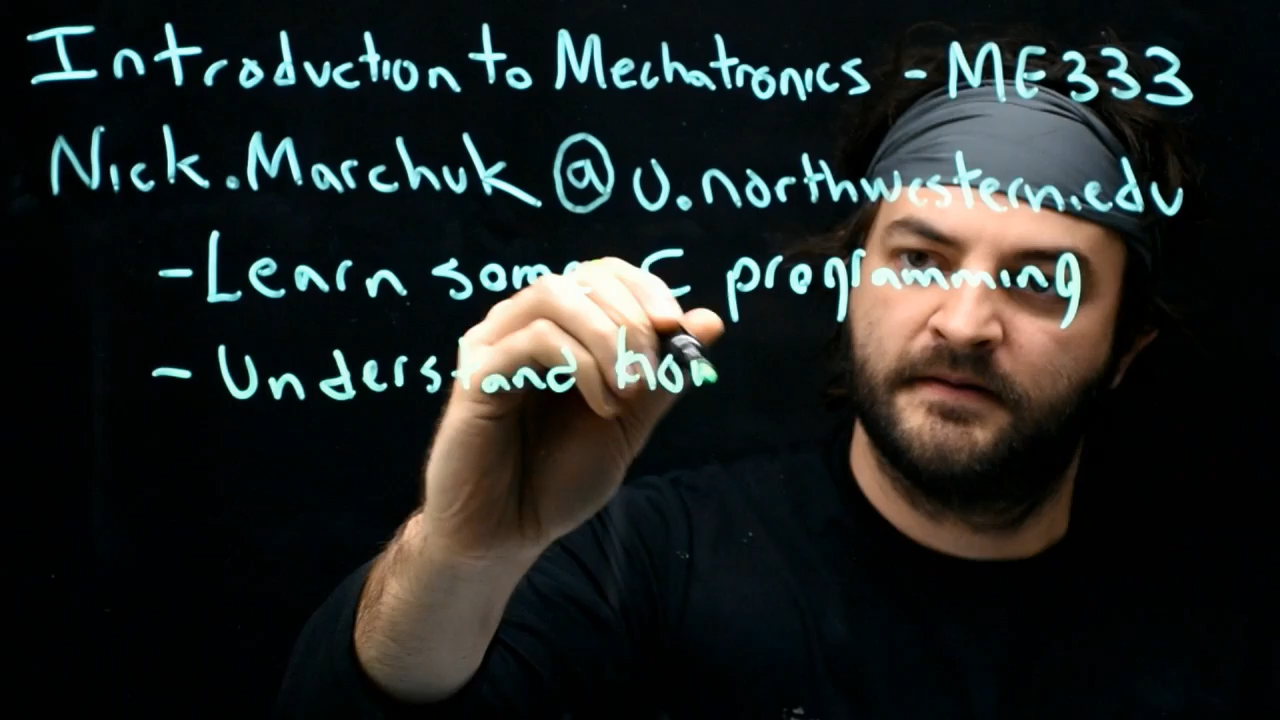 Introduction to Mechatronics - ME333
Nick.Marchuk@u.northwestern.edu
- Learn some C programming
- Understand how